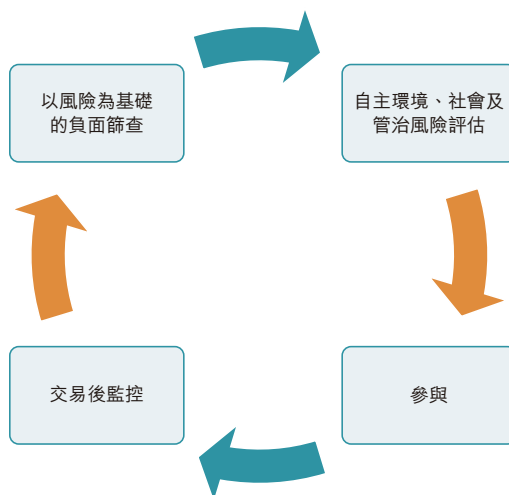 以風險為基礎
的負面篩查
自主環境、社會及
管治風險評估
交易後監控
參與